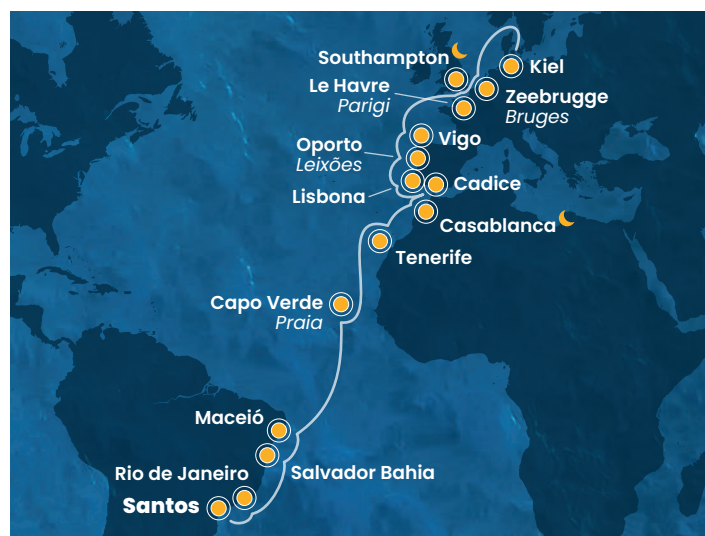 Southampton
Kiel
Le Havre
Parigi
Zeebrugge
Bruges
Vigo
Oporto
Leixões
Lisbona
Cadice
Casablanca
Tenerife
Capo Verde
Praia
Maceió
Salvador Bahia
Rio de Janeiro
Santos